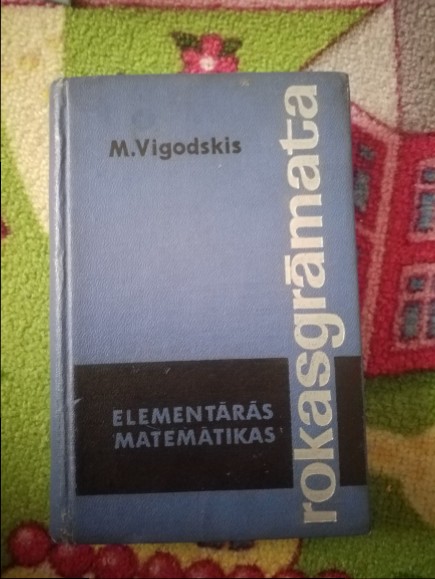 M.Vigodskis
ELEMENTĀRĀS
MATEMĀTIKAS
rokasgrāmata